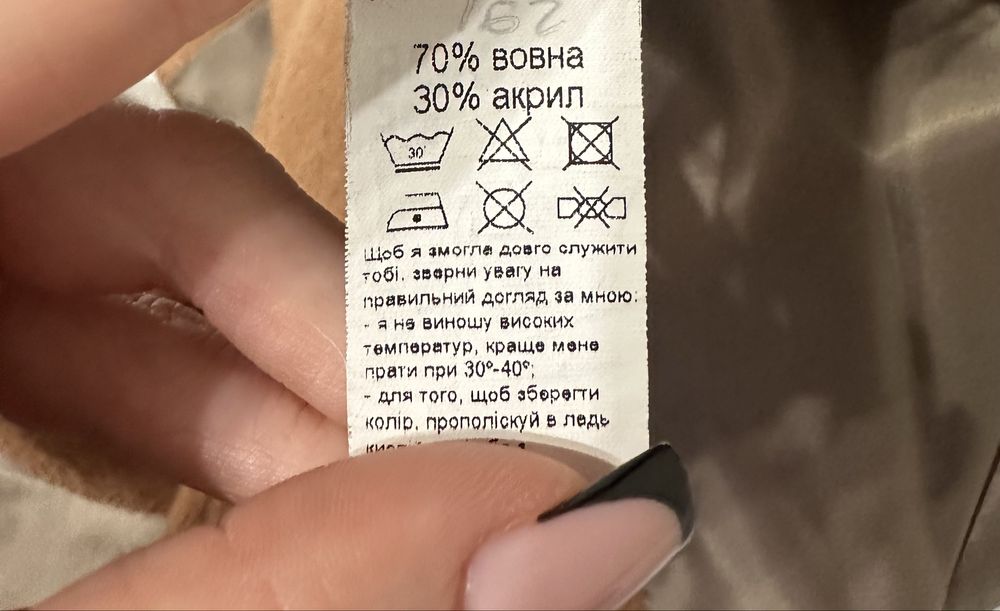 70% вовна
30% акрил
30°
Щоб я змогла довго служити
тобі, зверни увагу на
правильний догляд за мною:
- я не виношу високих
температур, краще мене
прати при 30°-40°;
- для того, щоб зберегти
колір, прополіскуй в ледь